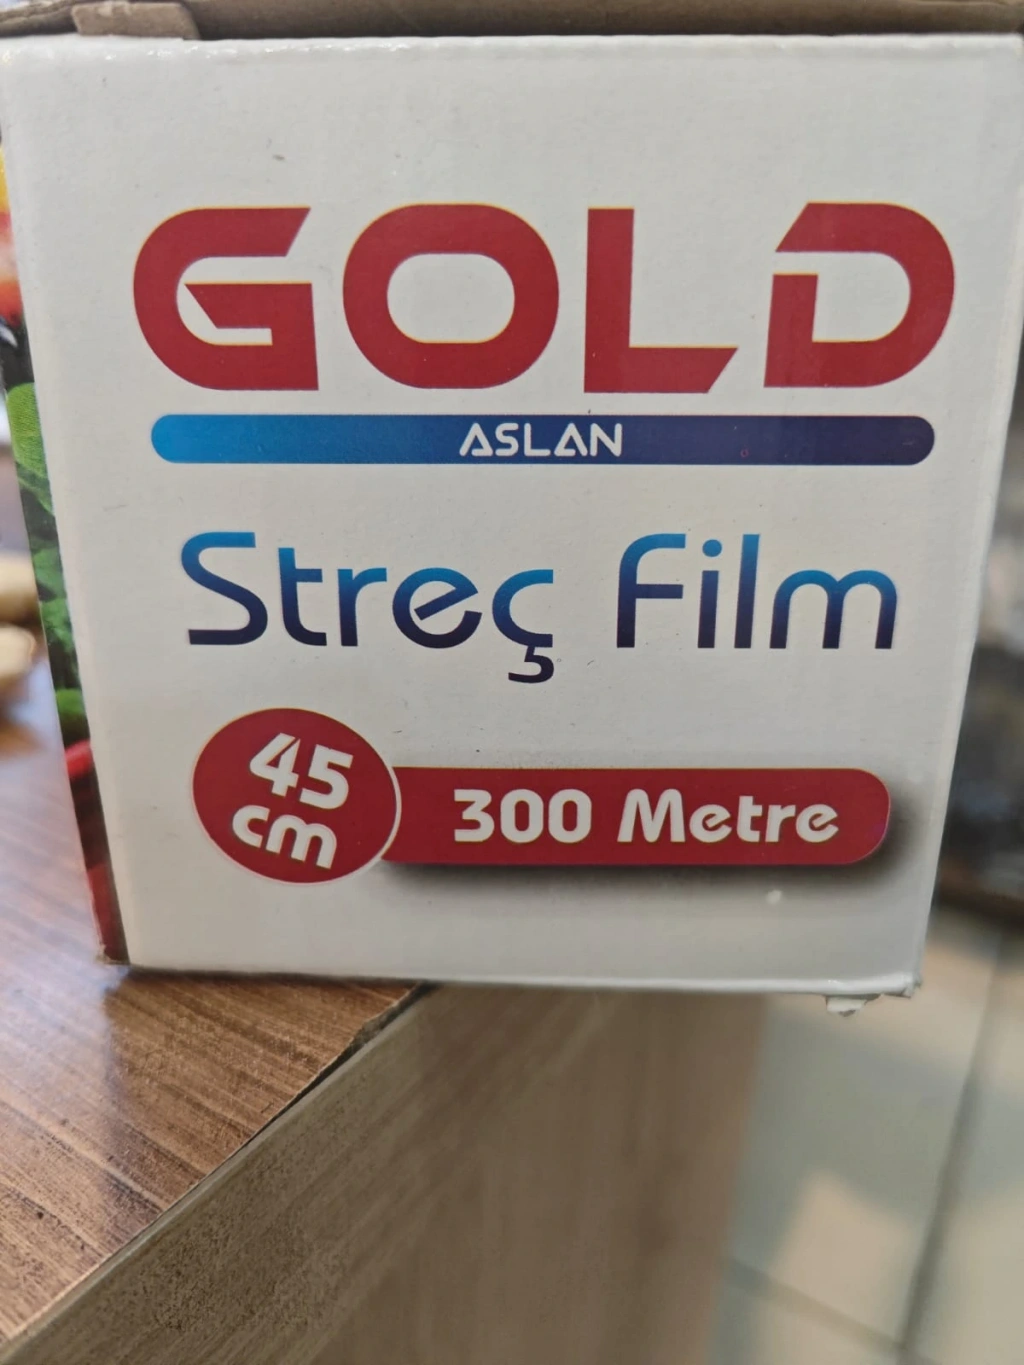 GOLD
ASLAN
Streç Film
45
cm
300 Metre